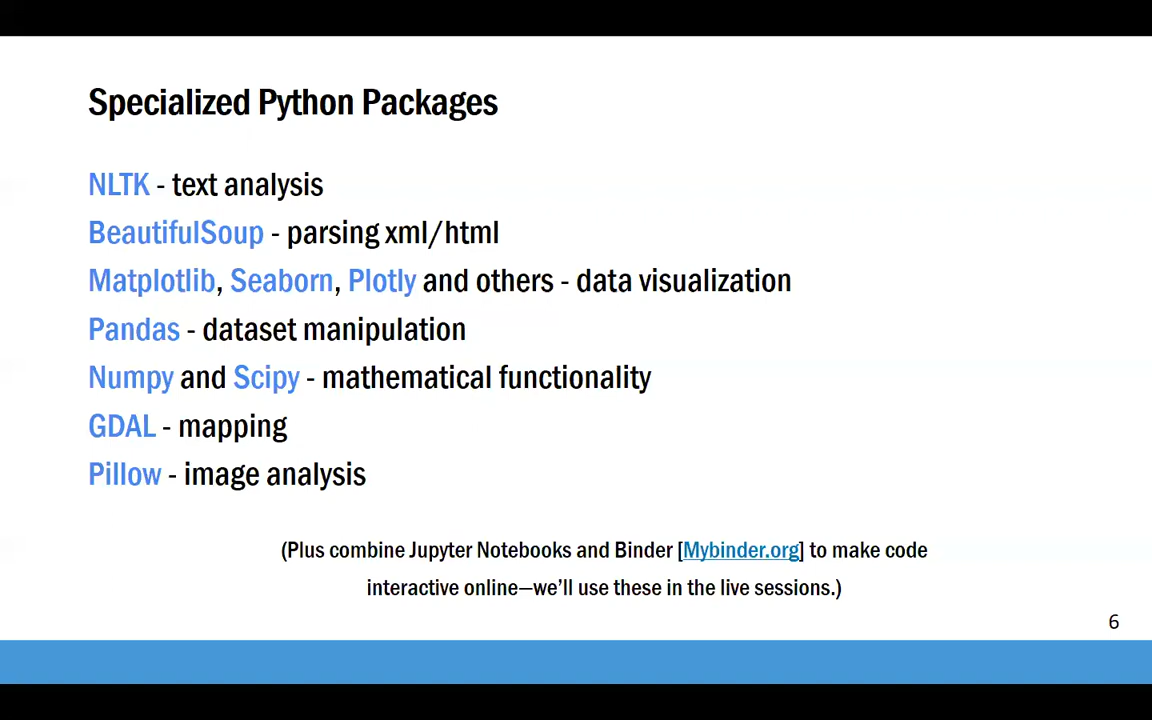 Specialized Python Packages
NLTK - text analysis
BeautifulSoup - parsing xml/html
Matplotlib, Seaborn, Plotly and others - data visualization
Pandas - dataset manipulation
Numpy and Scipy - mathematical functionality
GDAL - mapping
Pillow - image analysis
(Plus combine Jupyter Notebooks and Binder [Mybinder.org] to make code
interactive online—we’ll use these in the live sessions.)
6